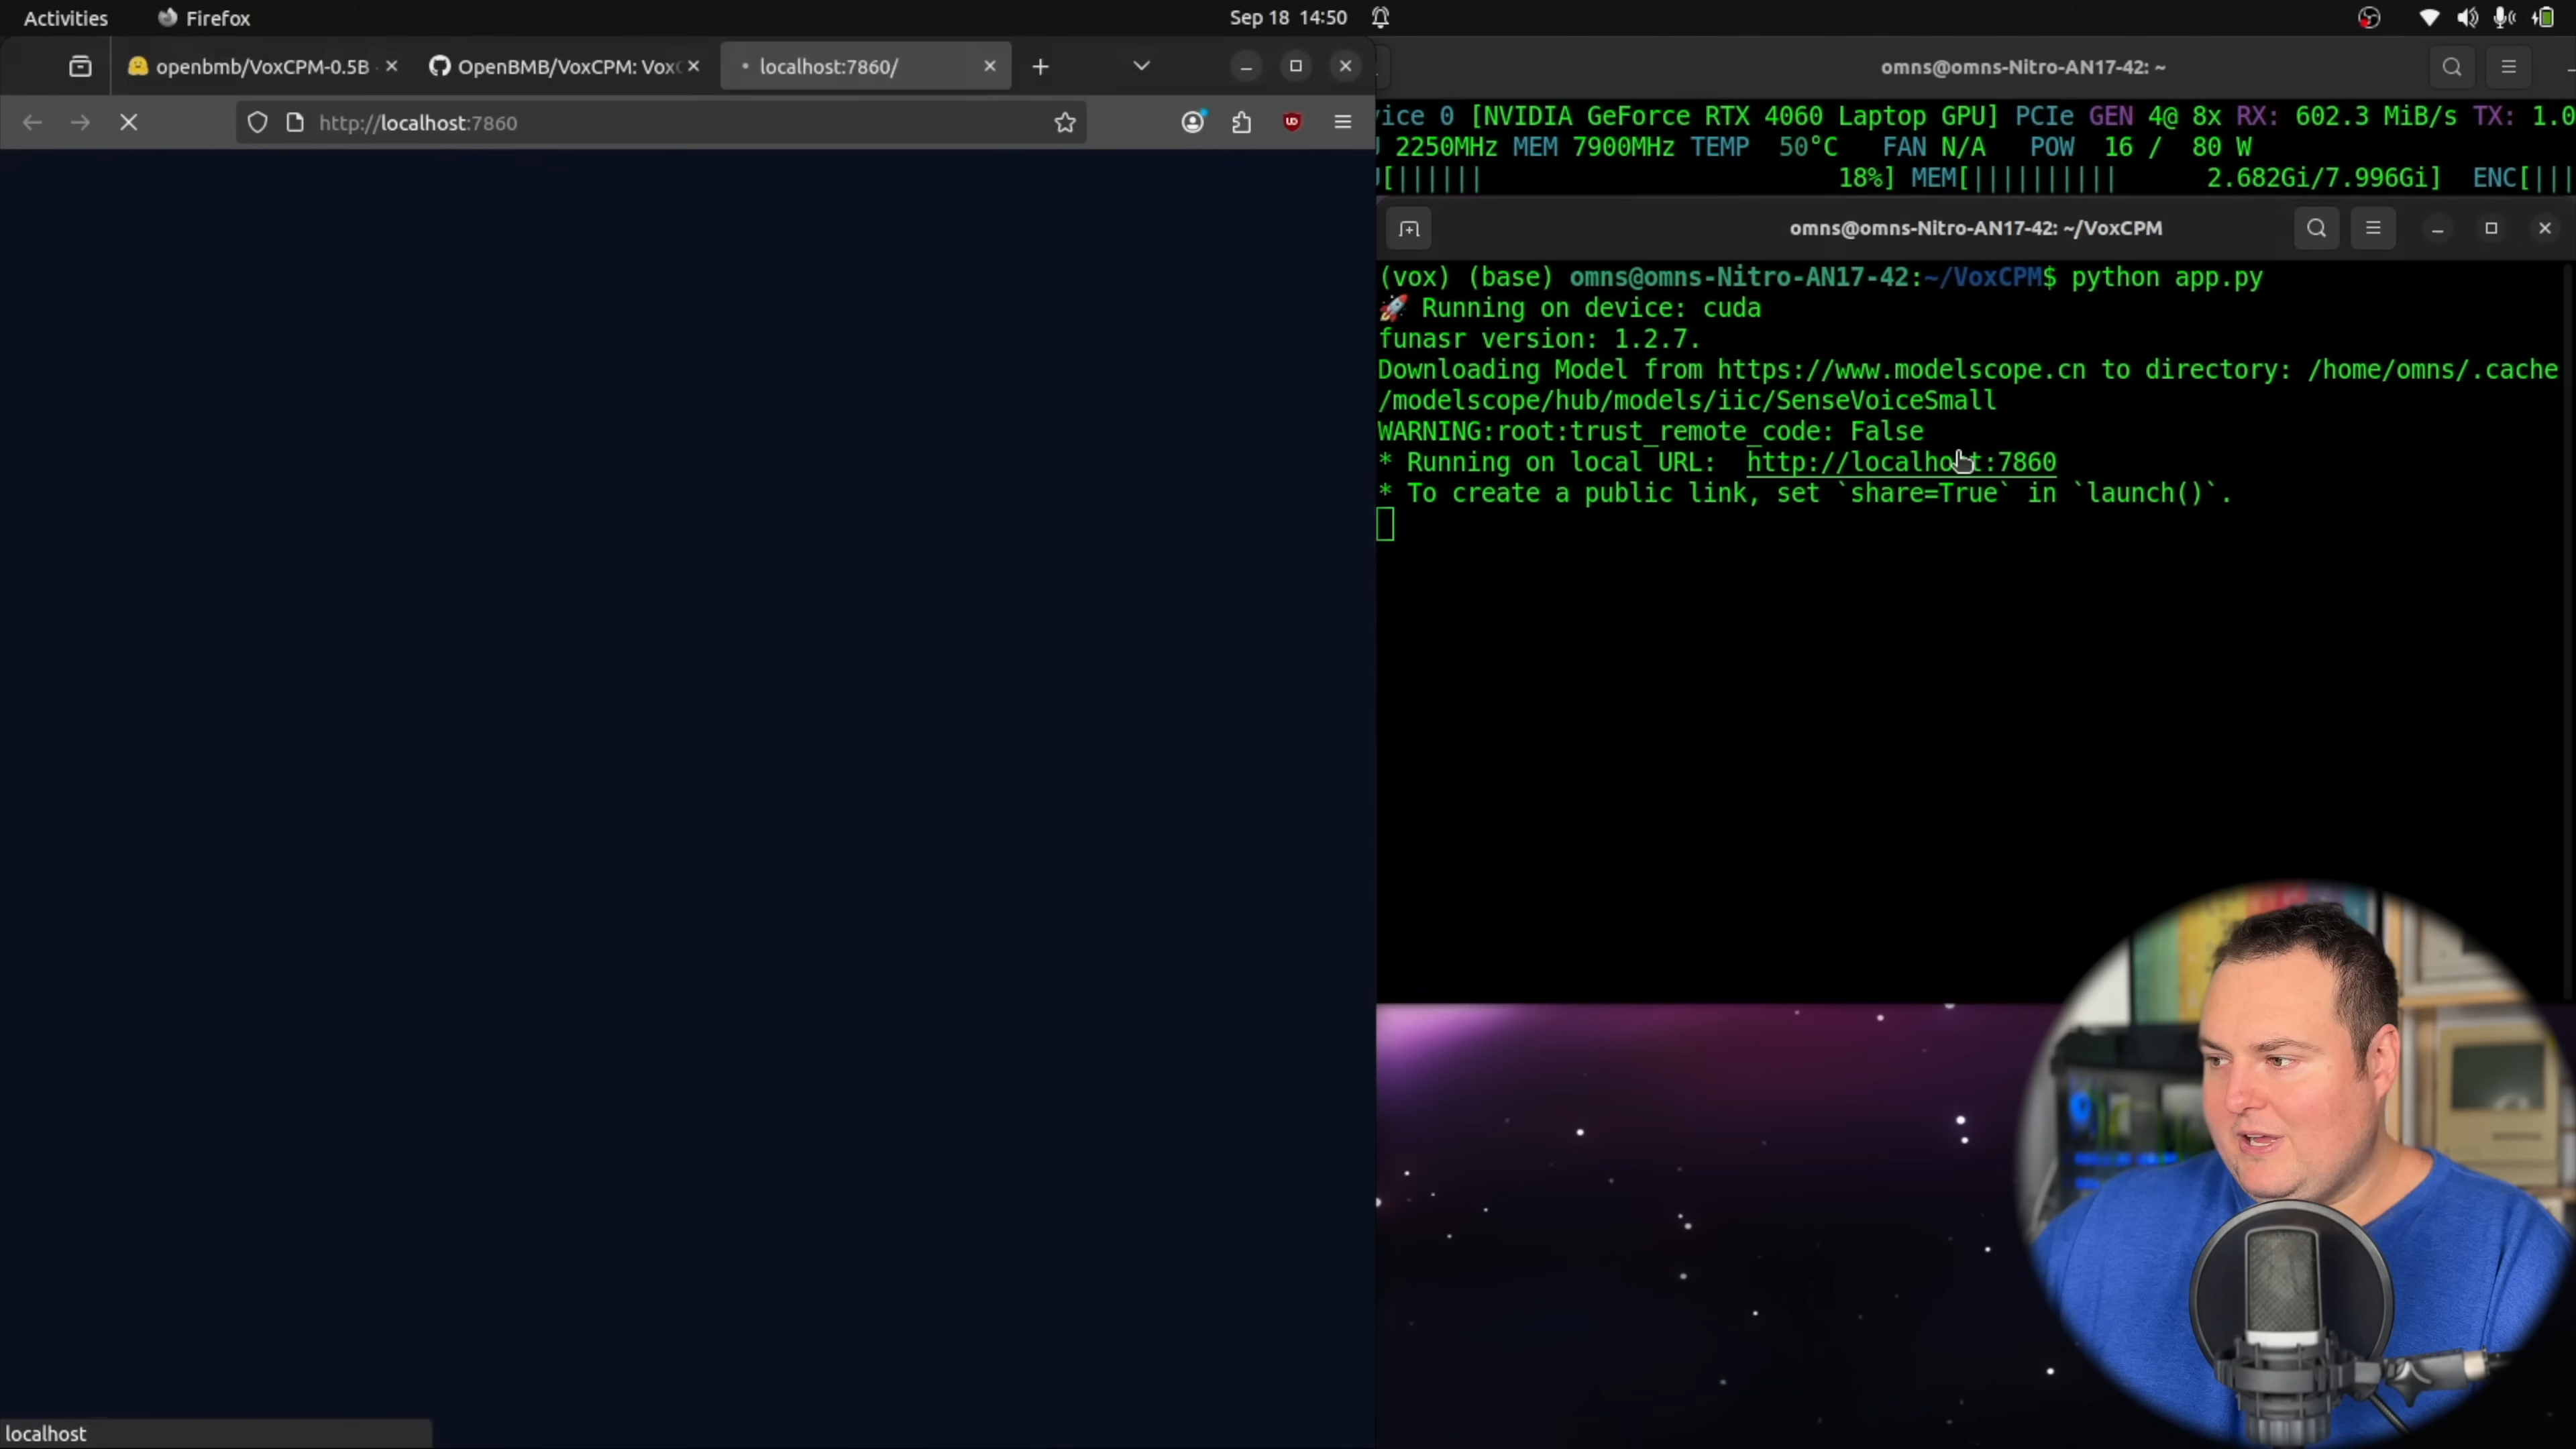 Activities
Firefox
Sep 18 14:50
openbmb/VoxCPM-0.5B
OpenBMB/VoxCPM: Vox
localhost:7860/
http://localhost:7860
omns@omns-Nitro-AN17-42: ~
ice 0 [NVIDIA GeForce RTX 4060 Laptop GPU] PCIe GEN 4@ 8x RX: 602.3 MiB/s TX: 1.0
2250MHz MEM 7900MHz TEMP 50°C FAN N/A POW 16 / 80 W
[|||||| 18%] MEM[|||||||||| 2.682Gi/7.996Gi] ENC[|||
omns@omns-Nitro-AN17-42: ~/VoxCPM
(vox) (base) omns@omns-Nitro-AN17-42:~/VoxCPM$ python app.py
🚀 Running on device: cuda
funasr version: 1.2.7.
Downloading Model from https://www.modelscope.cn to directory: /home/omns/.cache
/modelscope/hub/models/iic/SenseVoiceSmall
WARNING:root:trust_remote_code: False
* Running on local URL: http://localhost:7860
* To create a public link, set `share=True` in `launch()`.
localhost